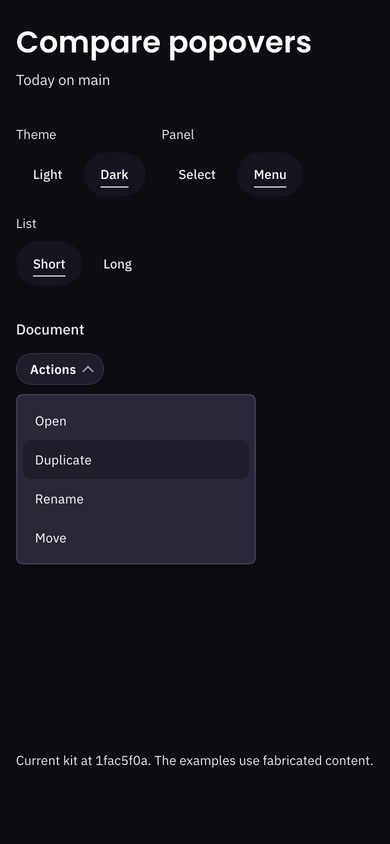 Compare popovers
Today on main
Theme
Panel
Light
Dark
Select
Menu
List
Short
Long
Document
Actions
Open
Duplicate
Rename
Move
Current kit at 1fac5f0a. The examples use fabricated content.